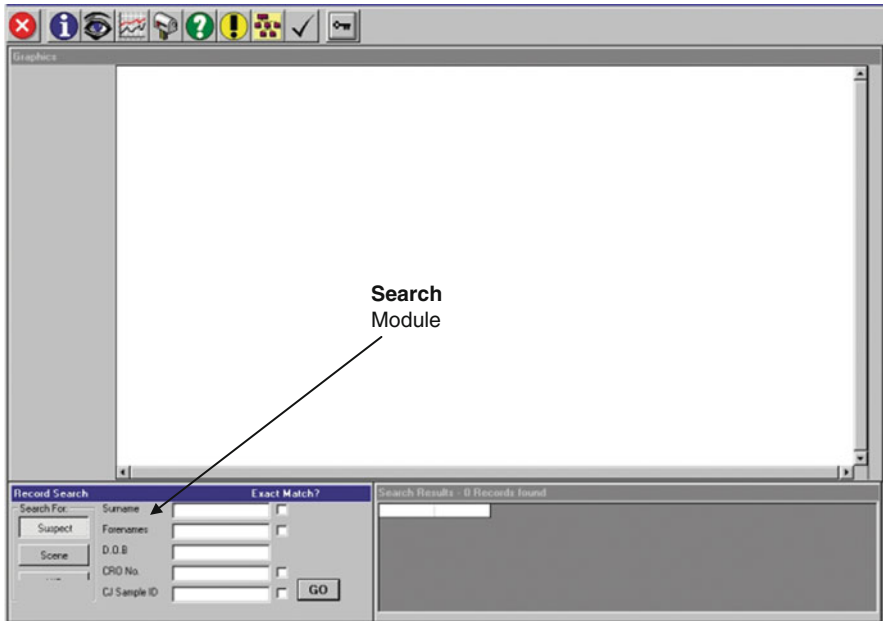 Graphics
Search
Module
Record Search Exact Match?
Search For:
Suspect
Scene
Surname
Forenames
D.O.B
CRO No.
CJ Sample ID
GO
Search Results - 0 Records found